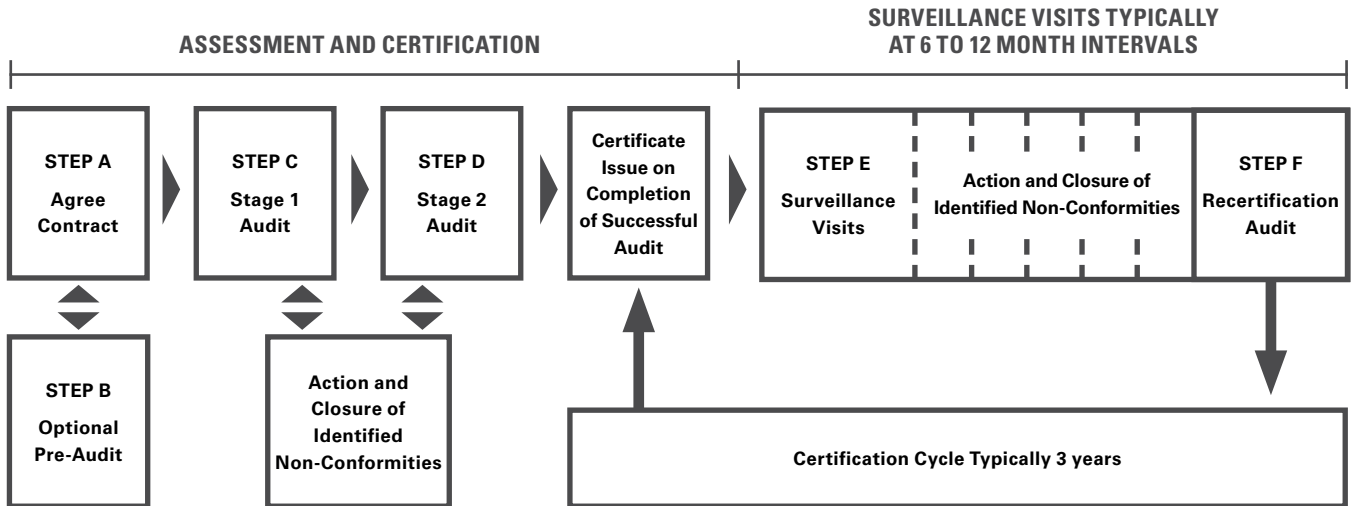 ASSESSMENT AND CERTIFICATION
SURVEILLANCE VISITS TYPICALLY
AT 6 TO 12 MONTH INTERVALS
STEP A
Agree
Contract
STEP C
Stage 1
Audit
STEP D
Stage 2
Audit
Certificate
Issue on
Completion
of Successful
Audit
STEP E
Surveillance
Visits
Action and Closure of
Identified Non-Conformities
STEP F
Recertification
Audit
STEP B
Optional
Pre-Audit
Action and
Closure of
Identified
Non-Conformities
Certification Cycle Typically 3 years